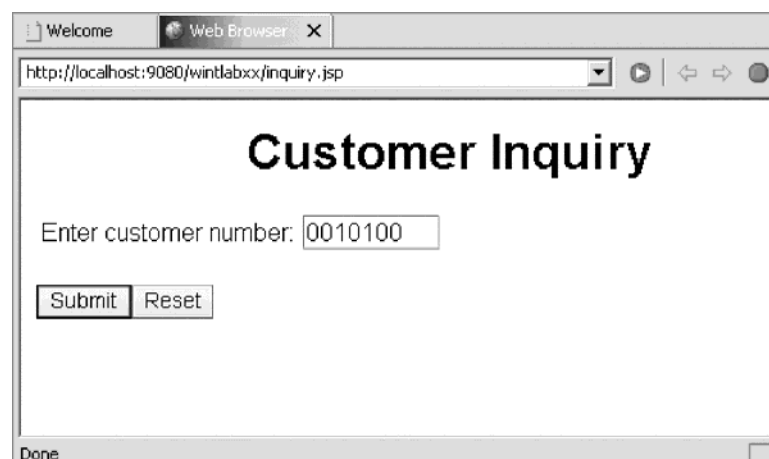 Welcome
Web Browser
http://localhost:9080/wintlabxx/inquiry.jsp
Customer Inquiry
Enter customer number: 0010100
Submit Reset
Done